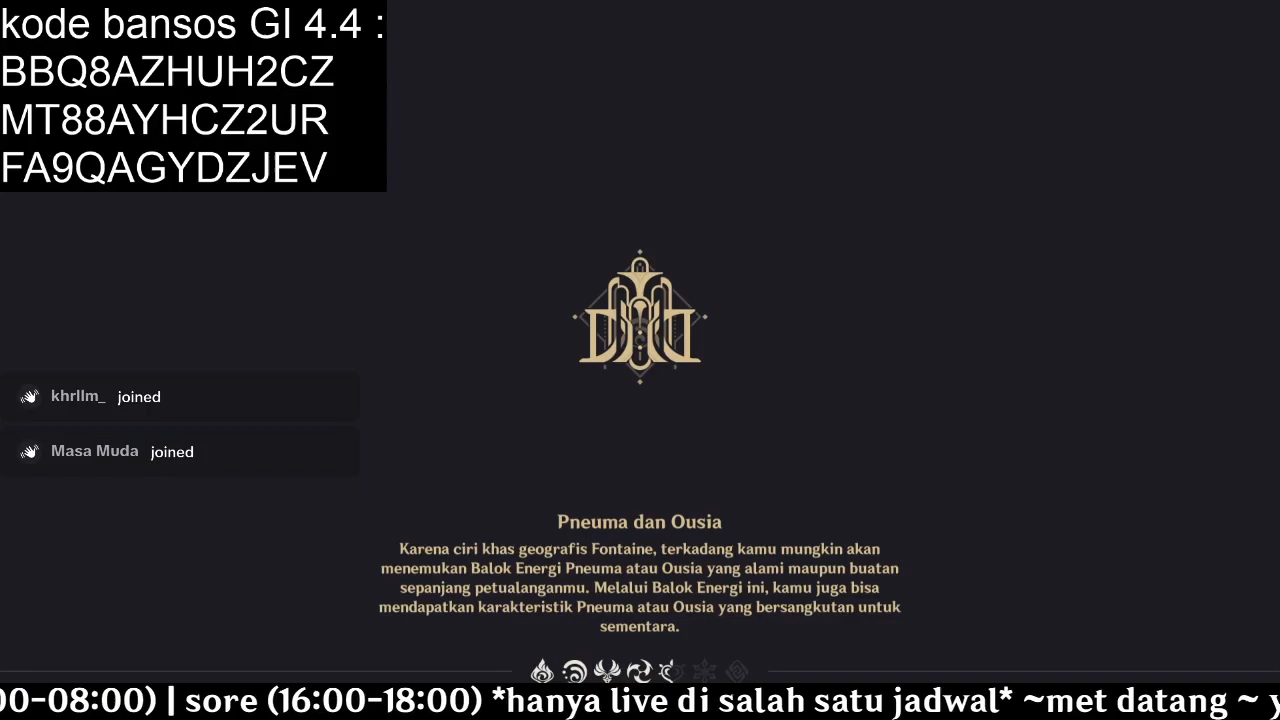 kode bansos GI 4.4 :
BBQ8AZHUH2CZ
MT88AYHCZ2UR
FA9QAGYDZJEV
khrllm_ joined
Masa Muda joined
Pneuma dan Ousia
Karena ciri khas geografis Fontaine, terkadang kamu mungkin akan
menemukan Balok Energi Pneuma atau Ousia yang alami maupun buatan
sepanjang petualanganmu. Melalui Balok Energi ini, kamu juga bisa
mendapatkan karakteristik Pneuma atau Ousia yang bersangkutan untuk
sementara.
00-08:00) | sore (16:00-18:00) *hanya live di salah satu jadwal* ~met datang ~ y